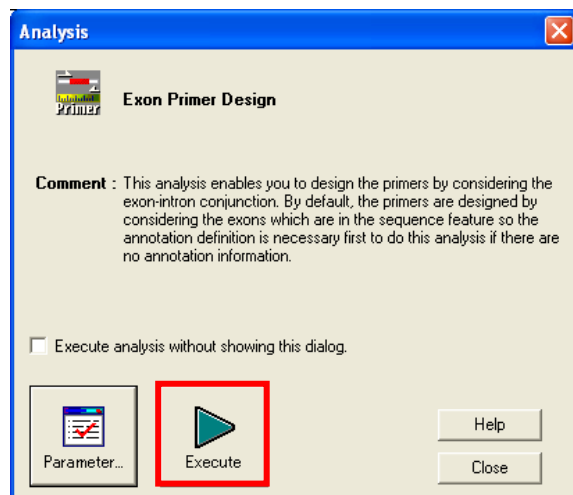 Analysis
Primer
Exon Primer Design
Comment : This analysis enables you to design the primers by considering the
exon-intron conjunction. By default, the primers are designed by
considering the exons which are in the sequence feature so the
annotation definition is necessary first to do this analysis if there are
no annotation information.
Execute analysis without showing this dialog.
Parameter...
Execute
Help
Close